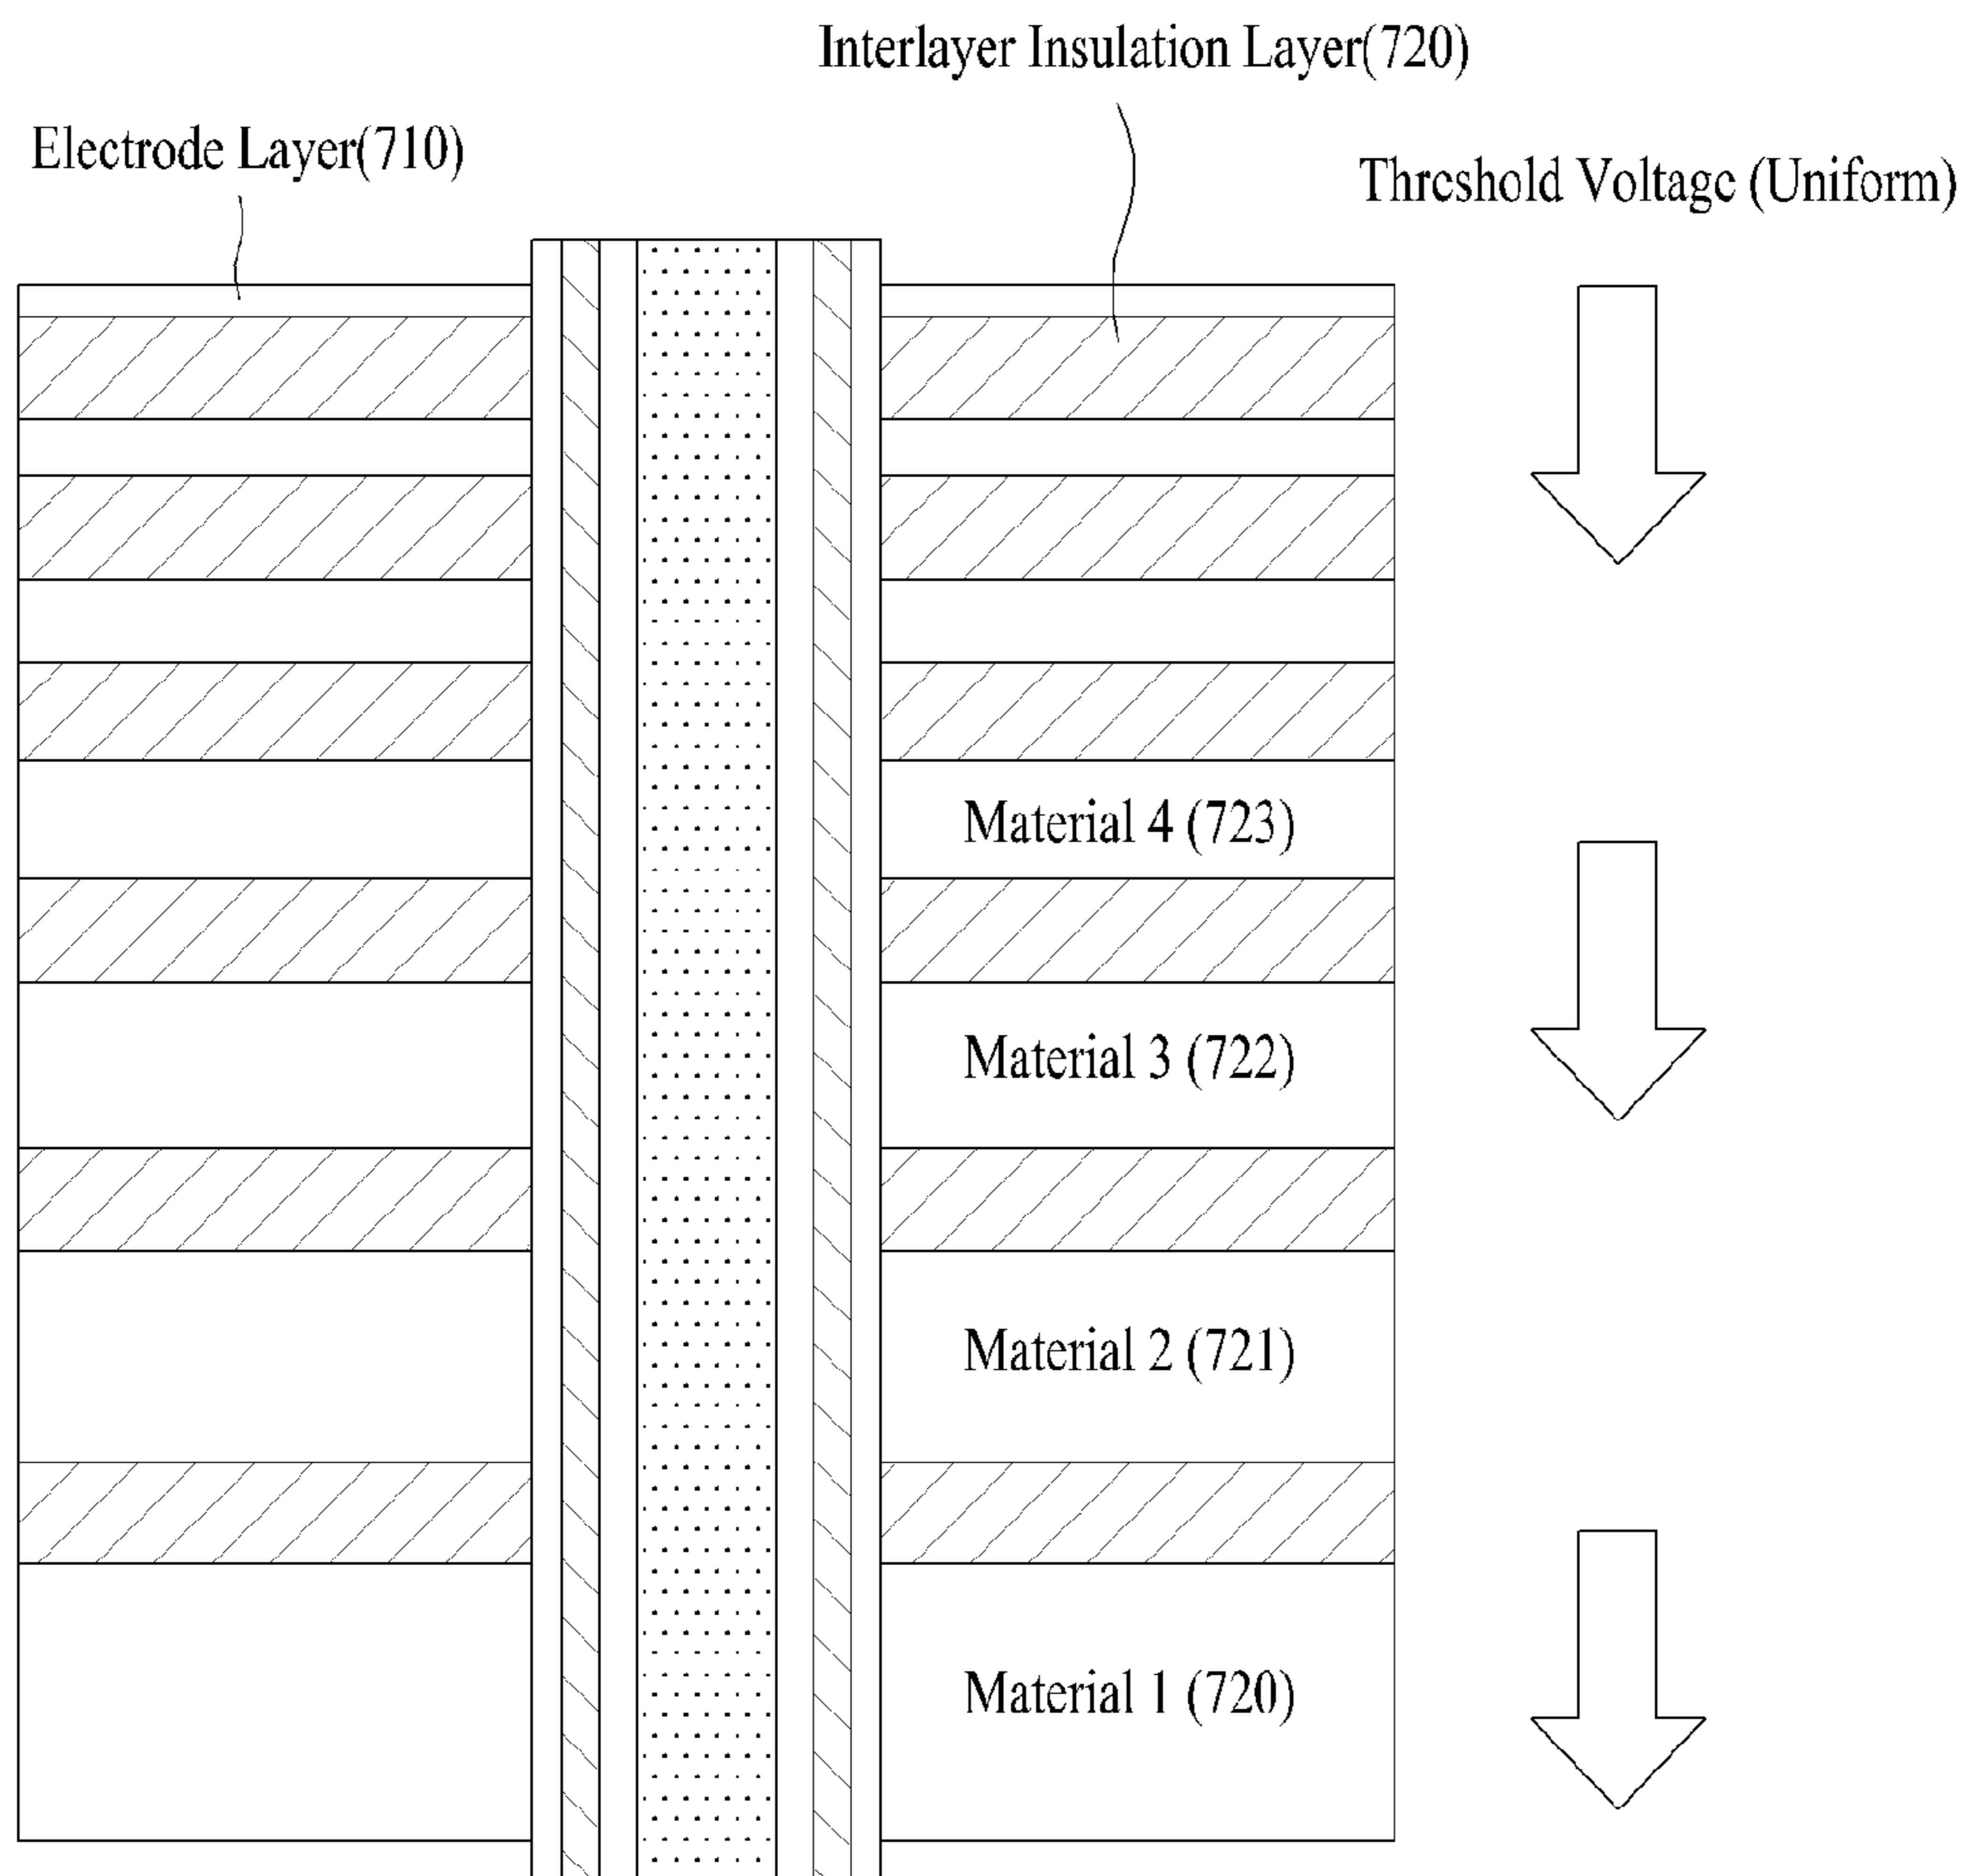 Interlayer Insulation Layer(720)
Electrode Layer(710)
Threshold Voltage (Uniform)
Material 4 (723)
Material 3 (722)
Material 2 (721)
Material 1 (720)